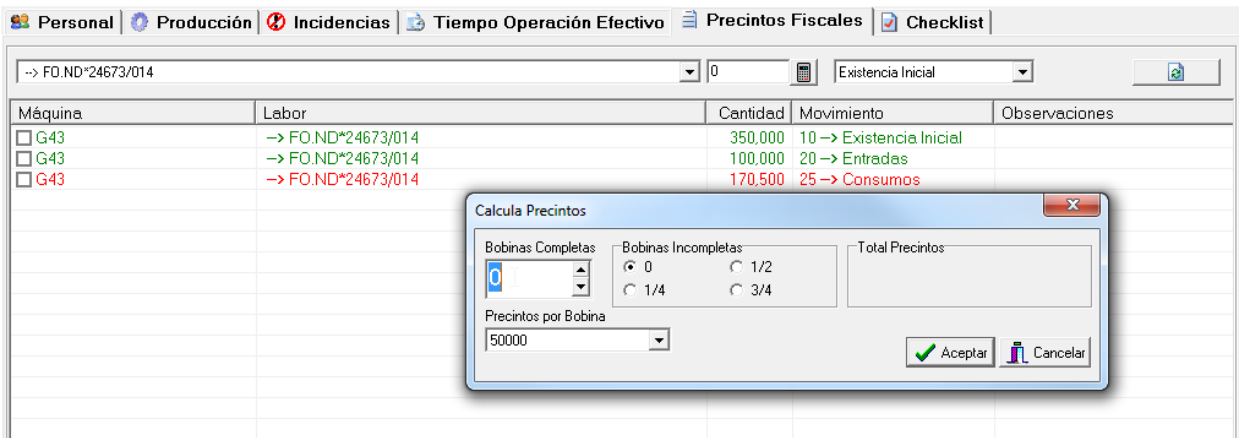 Personal Producción Incidencias Tiempo Operación Efectivo Precintos Fiscales Checklist
--> FO.ND*24673/014 0 Existencia Inicial
Máquina Labor Cantidad Movimiento Observaciones
G43 --> FO.ND*24673/014 350,000 10 --> Existencia Inicial
G43 --> FO.ND*24673/014 100,000 20 --> Entradas
G43 --> FO.ND*24673/014 170,500 25 --> Consumos
Calcula Precintos
Bobinas Completas Bobinas Incompletas Total Precintos
0 0 1/2
1/4 3/4
Precintos por Bobina
50000
Aceptar Cancelar